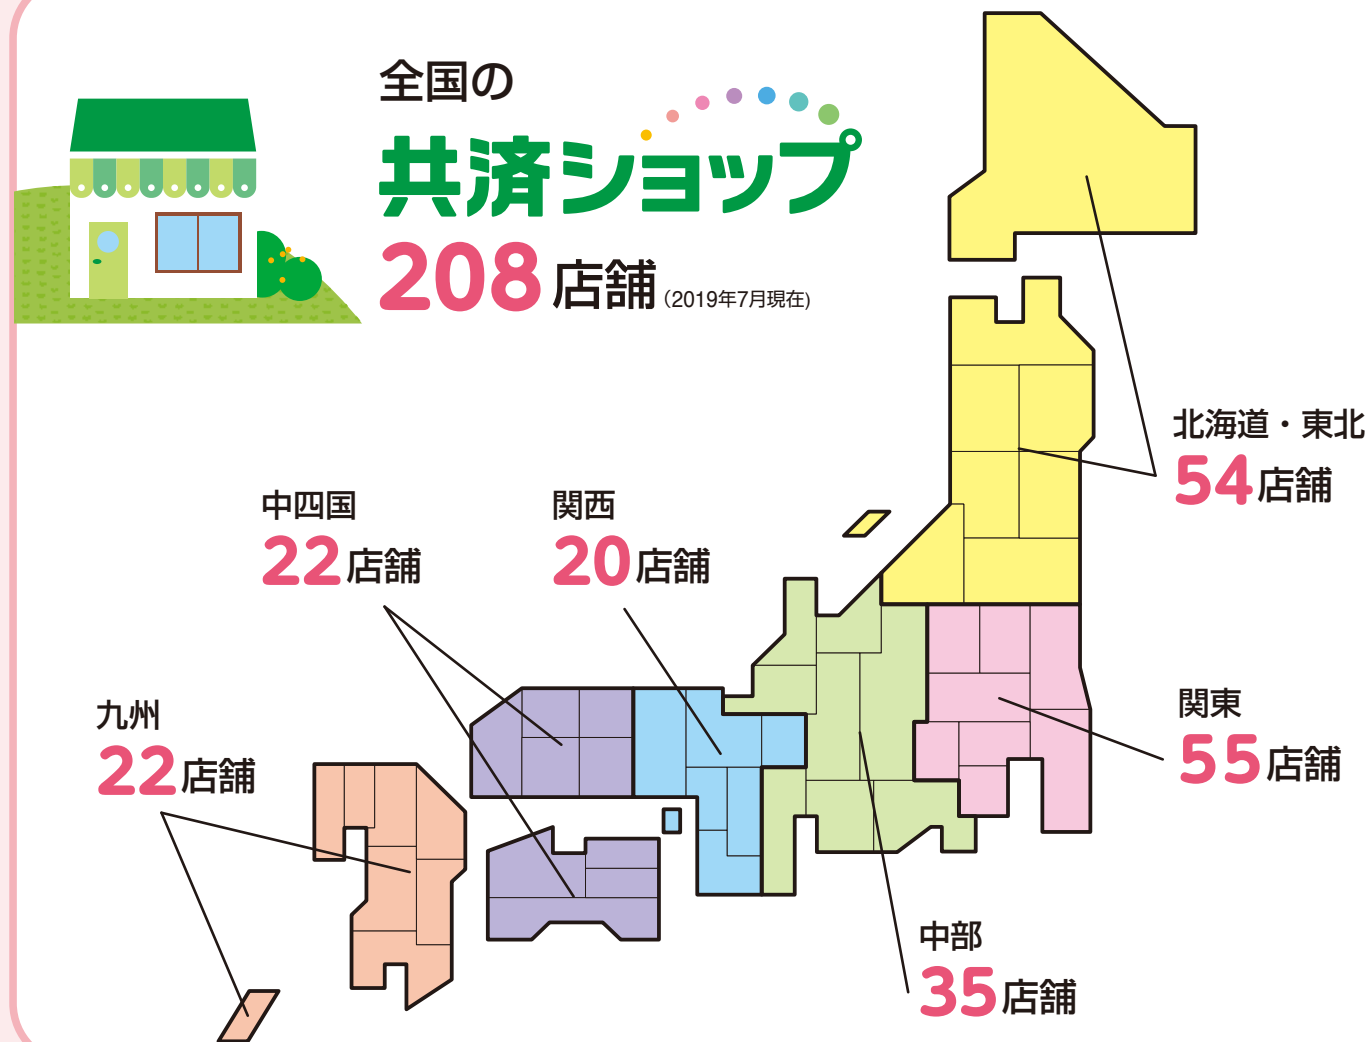 全国の
共済ショップ
208店舗(2019年7月現在)
北海道・東北
54店舗
中四国
22店舗
関西
20店舗
九州
22店舗
関東
55店舗
中部
35店舗